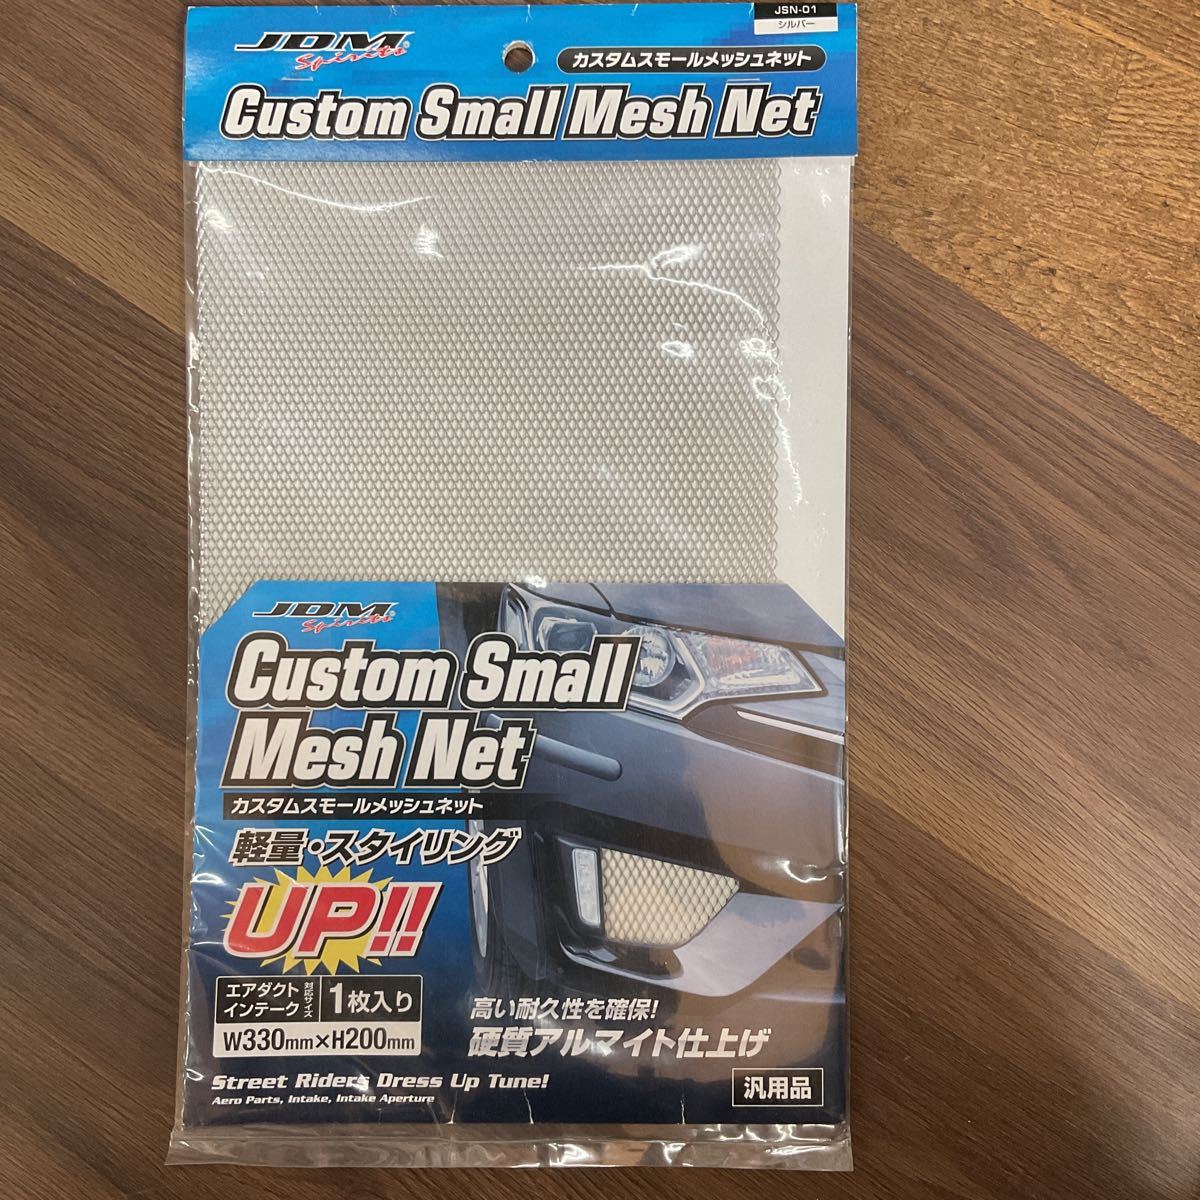 JSN-01
シルバー
JDM
Spirits®
カスタムスモールメッシュネット
Custom Small Mesh Net
JDM
Spirits®
Custom Small
Mesh Net
カスタムスモールメッシュネット
軽量・スタイリング
UP!!
エアダクト
インテーク
対応サイズ
1枚入り
W330mm×H200mm
高い耐久性を確保!
硬質アルマイト仕上げ
Street Riders Dress Up Tune!
Aero Parts, Intake, Intake Aperture
汎用品